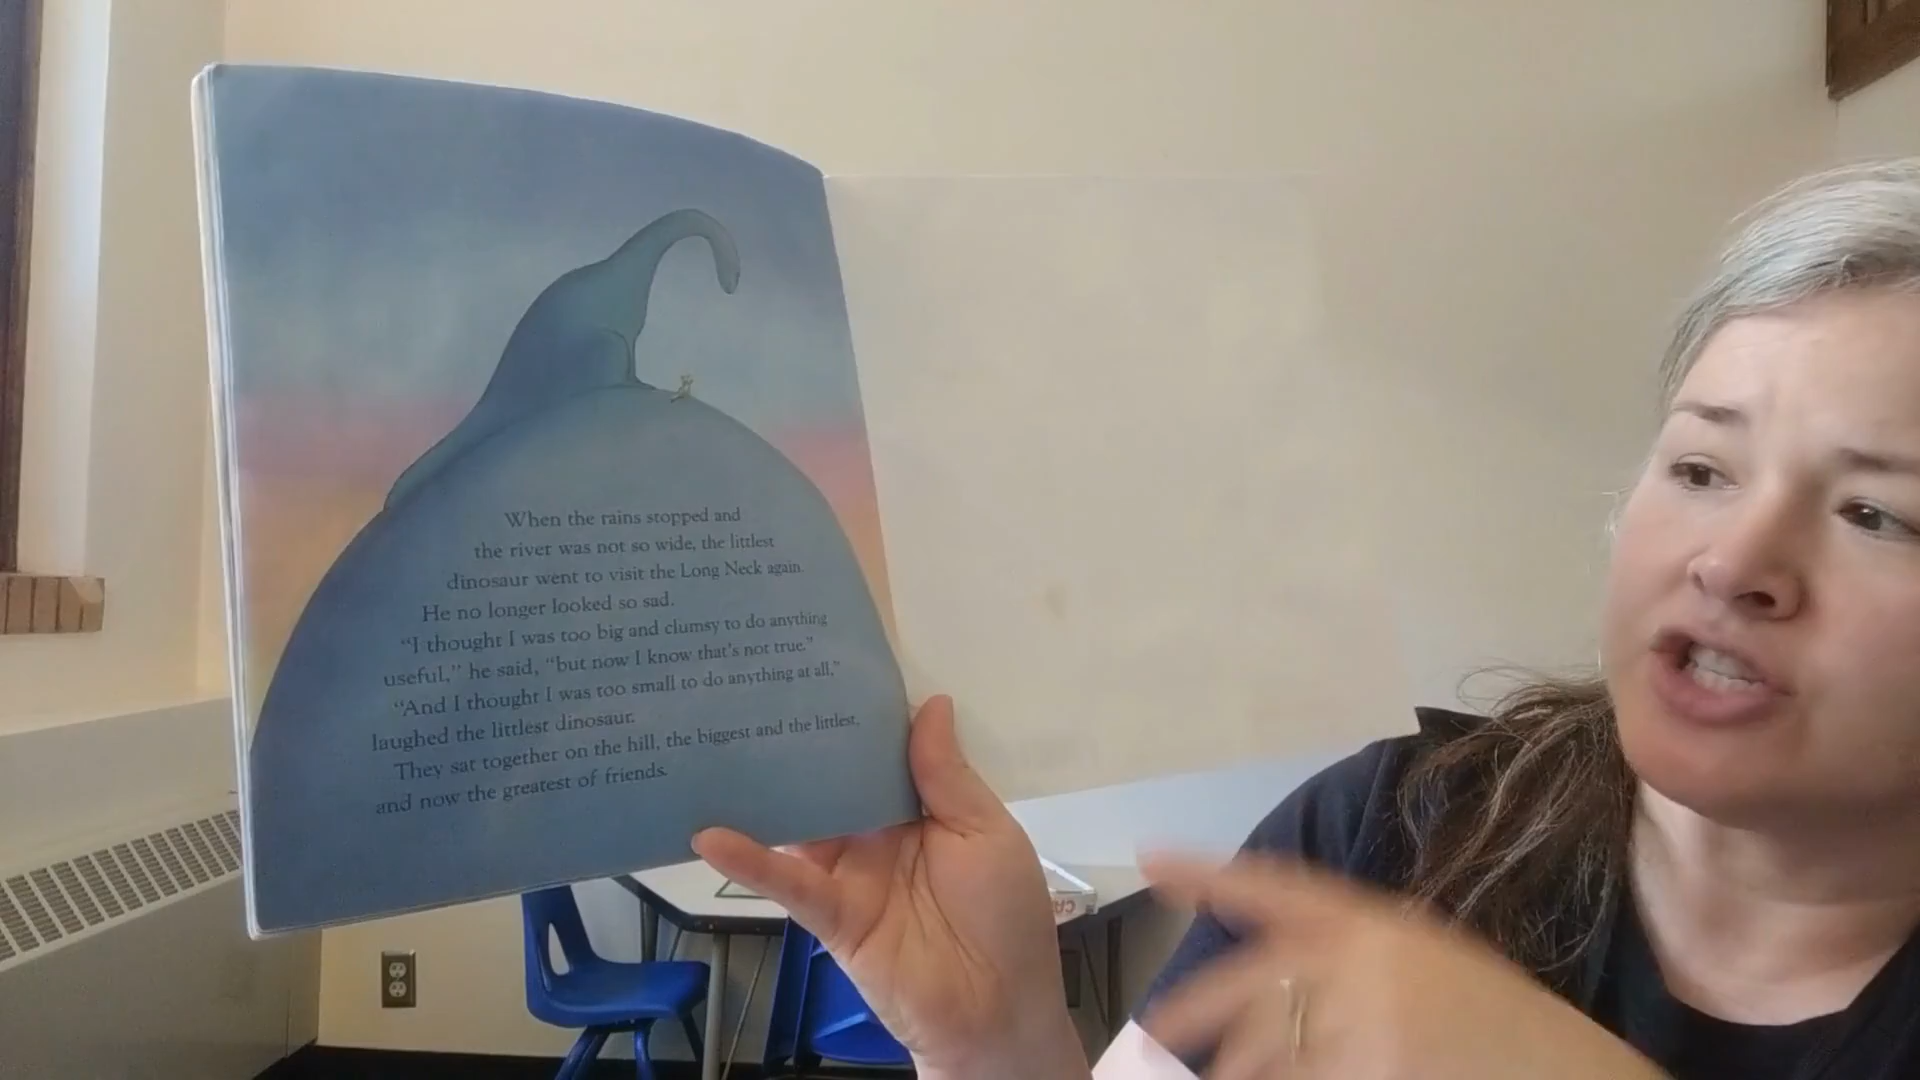 When the rains stopped and
the river was not so wide, the littlest
dinosaur went to visit the Long Neck again.
He no longer looked so sad.
“I thought I was too big and clumsy to do anything
useful,” he said, “but now I know that's not true.”
“And I thought I was too small to do anything at all,”
laughed the littlest dinosaur.
They sat together on the hill, the biggest and the littlest,
and now the greatest of friends.